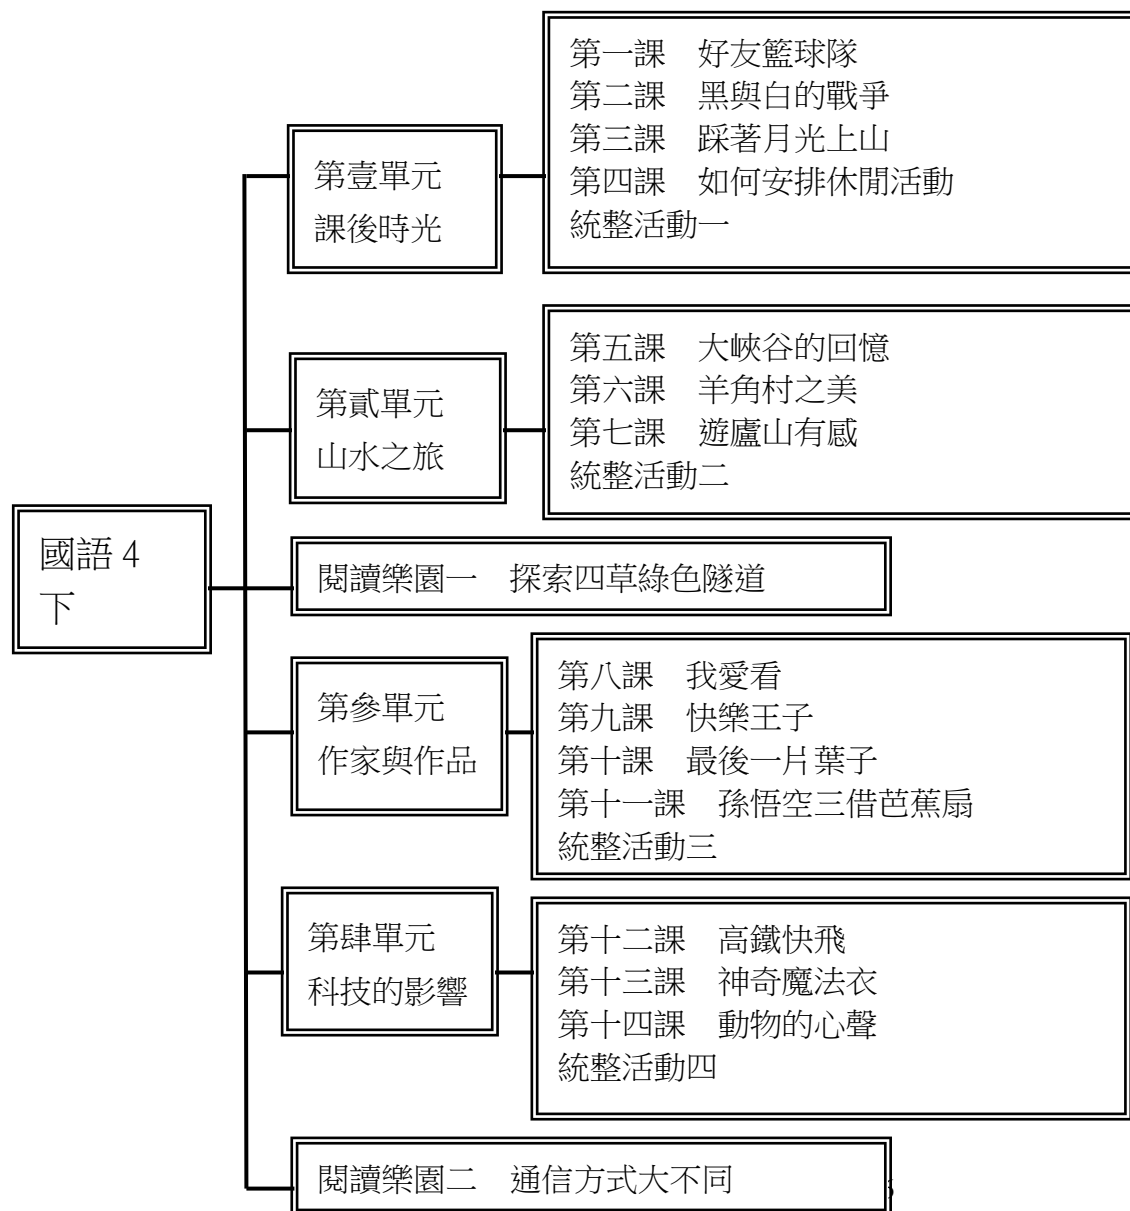 國語 4
下
第壹單元
課後時光
第一課　好友籃球隊
第二課　黑與白的戰爭
第三課　踩著月光上山
第四課　如何安排休閒活動
統整活動一
第貳單元
山水之旅
第五課　大峽谷的回憶
第六課　羊角村之美
第七課　遊廬山有感
統整活動二
閱讀樂園一　探索四草綠色隧道
第參單元
作家與作品
第八課　我愛看
第九課　快樂王子
第十課　最後一片葉子
第十一課　孫悟空三借芭蕉扇
統整活動三
第肆單元
科技的影響
第十二課　高鐵快飛
第十三課　神奇魔法衣
第十四課　動物的心聲
統整活動四
閱讀樂園二　通信方式大不同